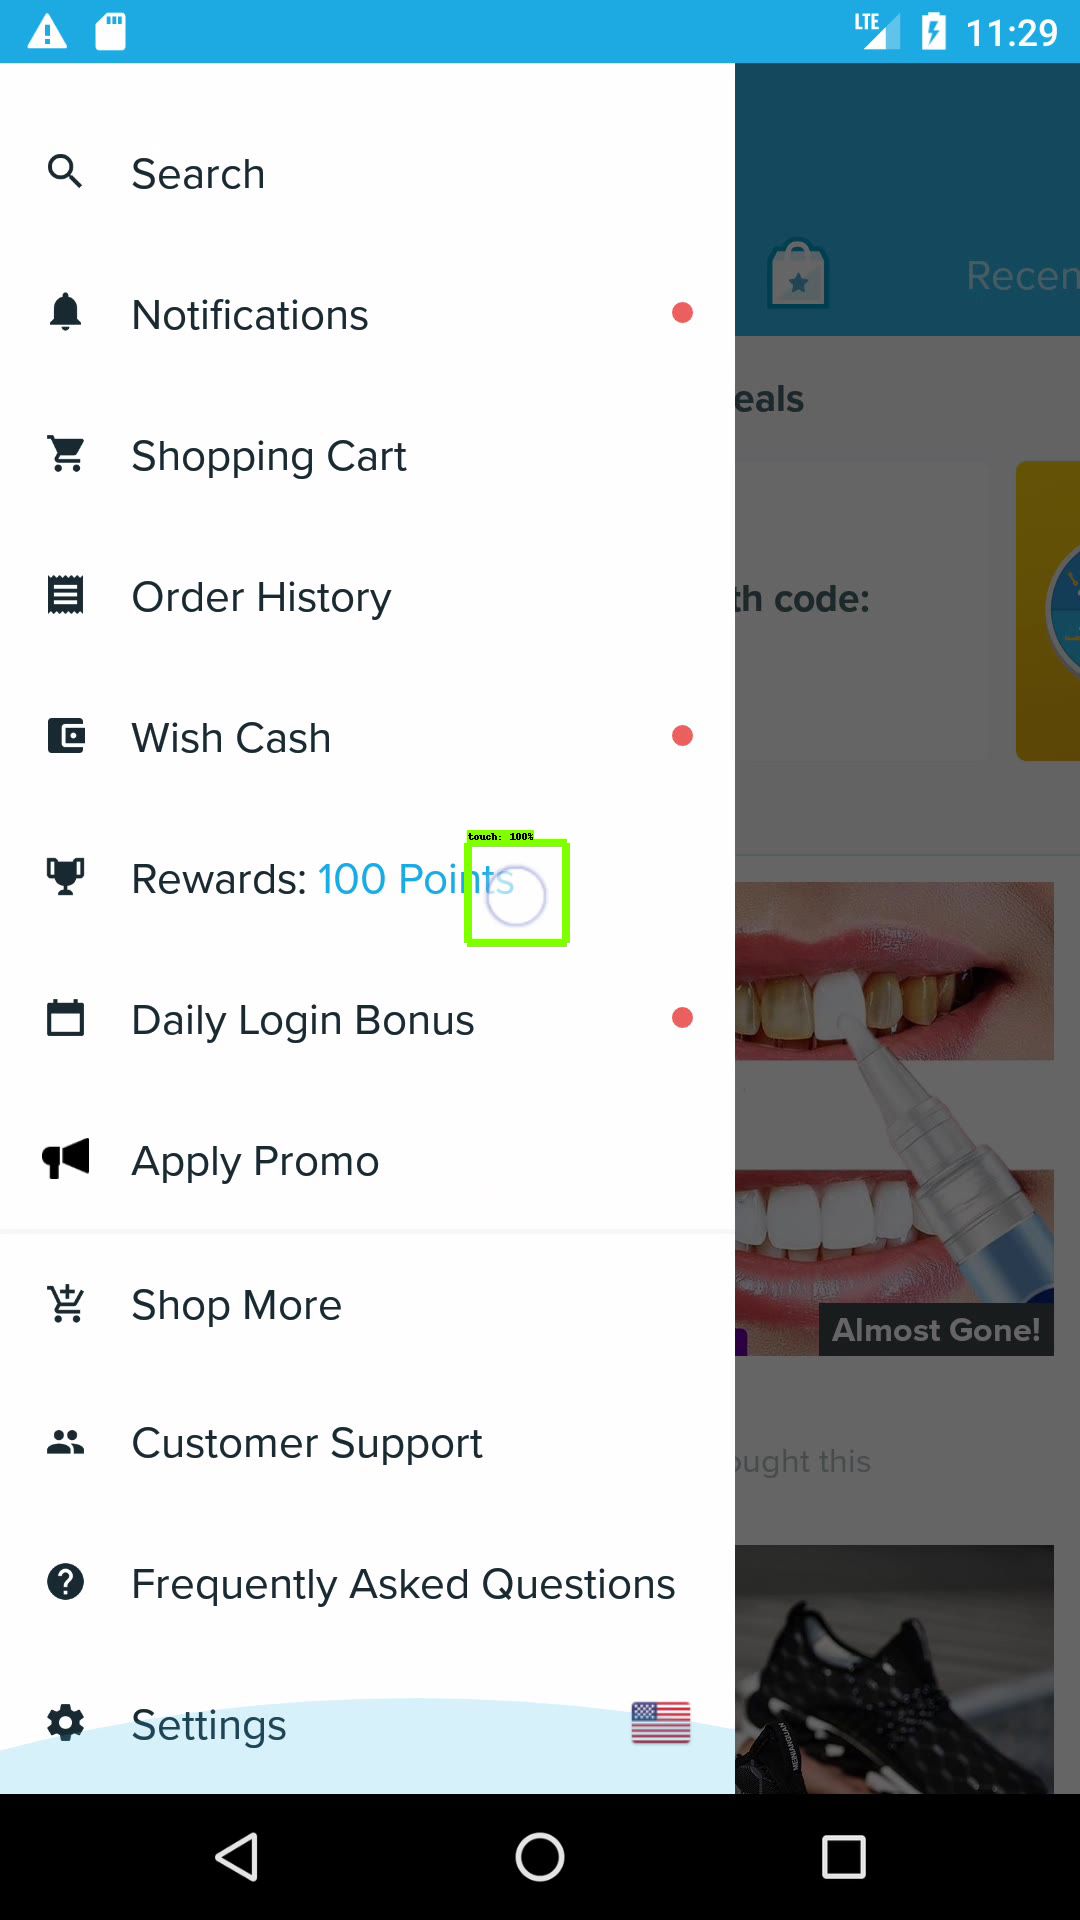 LTE 11:29
Search
Recen
Notifications
eals
Shopping Cart
Order History
th code:
Wish Cash
touch: 100%
Rewards: 100 Points
Daily Login Bonus
Apply Promo
Shop More
Almost Gone!
Customer Support
ought this
Frequently Asked Questions
Settings